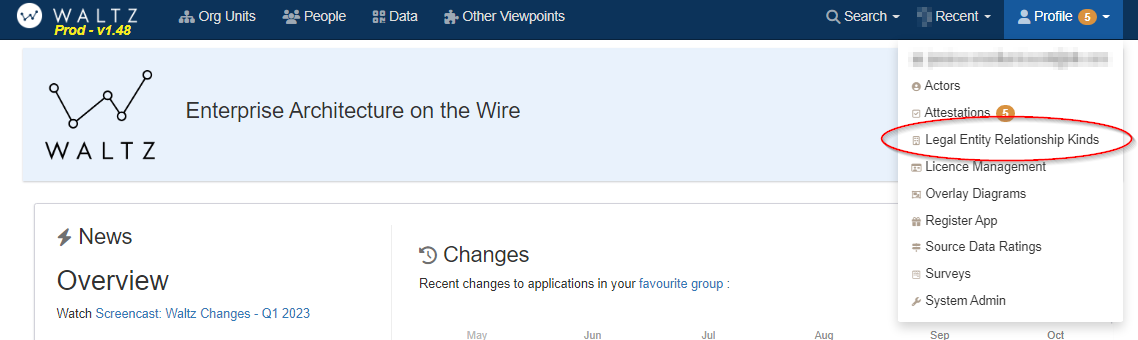 WALTZ Org Units People Data Other Viewpoints Search Recent Profile 5
Prod - v1.48
Actors
Attestations 5
Legal Entity Relationship Kinds
Licence Management
Overlay Diagrams
Register App
Source Data Ratings
Surveys
System Admin
Enterprise Architecture on the Wire
WALTZ
News
Overview
Watch Screencast: Waltz Changes - Q1 2023
Changes
Recent changes to applications in your favourite group :
May Jun Jul Aug Sep Oct